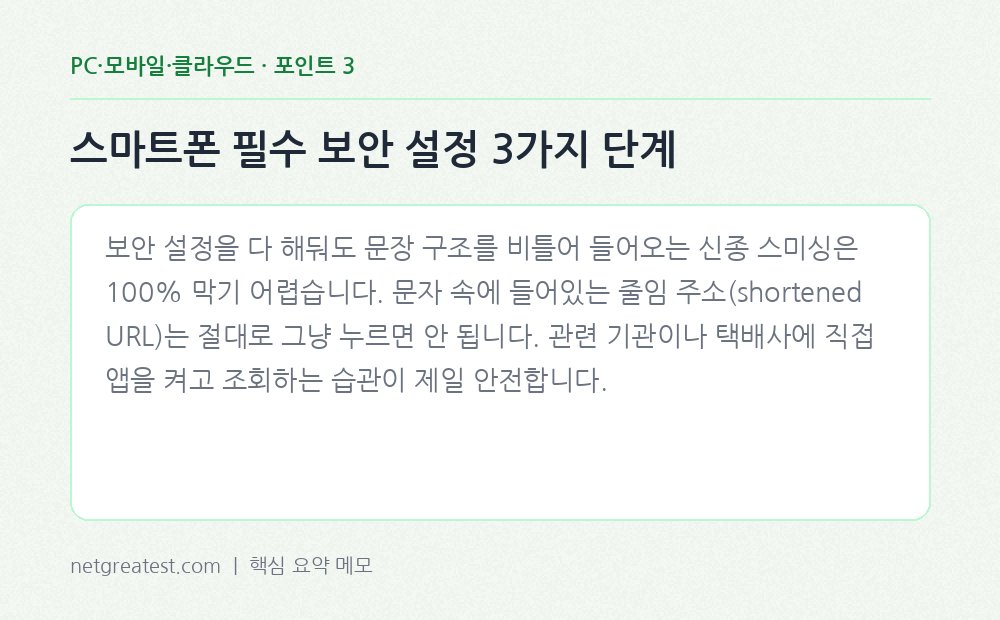 PC·모바일·클라우드 · 포인트 3
스마트폰 필수 보안 설정 3가지 단계
보안 설정을 다 해둬도 문장 구조를 비틀어 들어오는 신종 스미싱은
100% 막기 어렵습니다. 문자 속에 들어있는 줄임 주소(shortened
URL)는 절대로 그냥 누르면 안 됩니다. 관련 기관이나 택배사에 직접
앱을 켜고 조회하는 습관이 제일 안전합니다.
netgreatest.com | 핵심 요약 메모